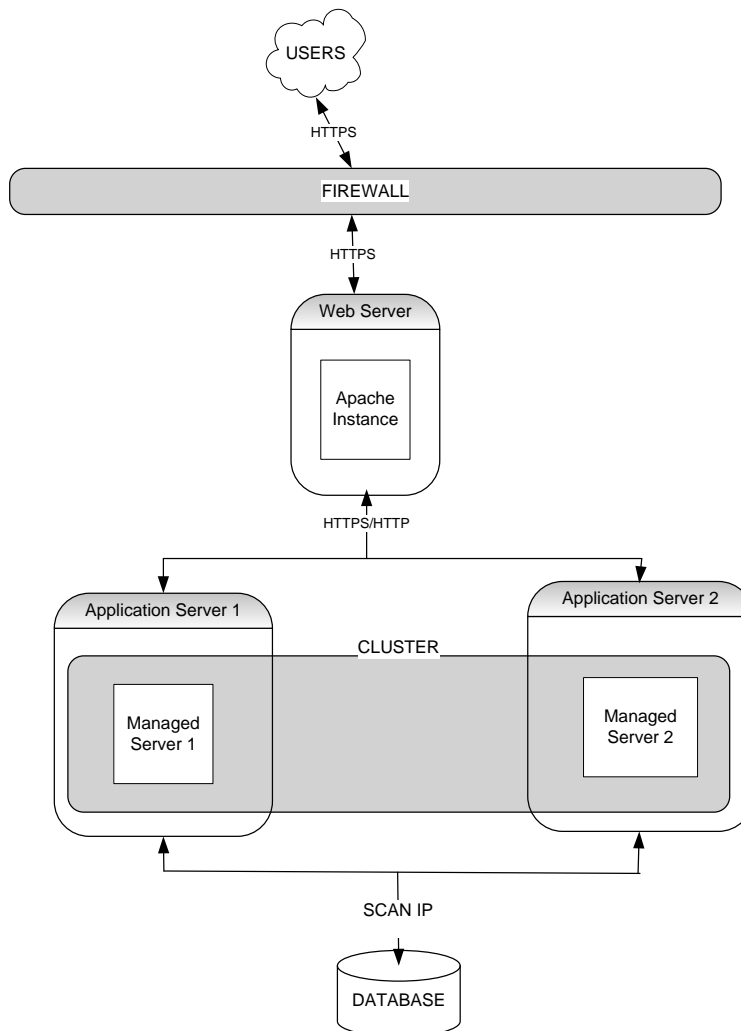 USERS
HTTPS
FIREWALL
HTTPS
Web Server
Apache
Instance
HTTPS/HTTP
Application Server 1
Application Server 2
CLUSTER
Managed
Server 1
Managed
Server 2
SCAN IP
DATABASE